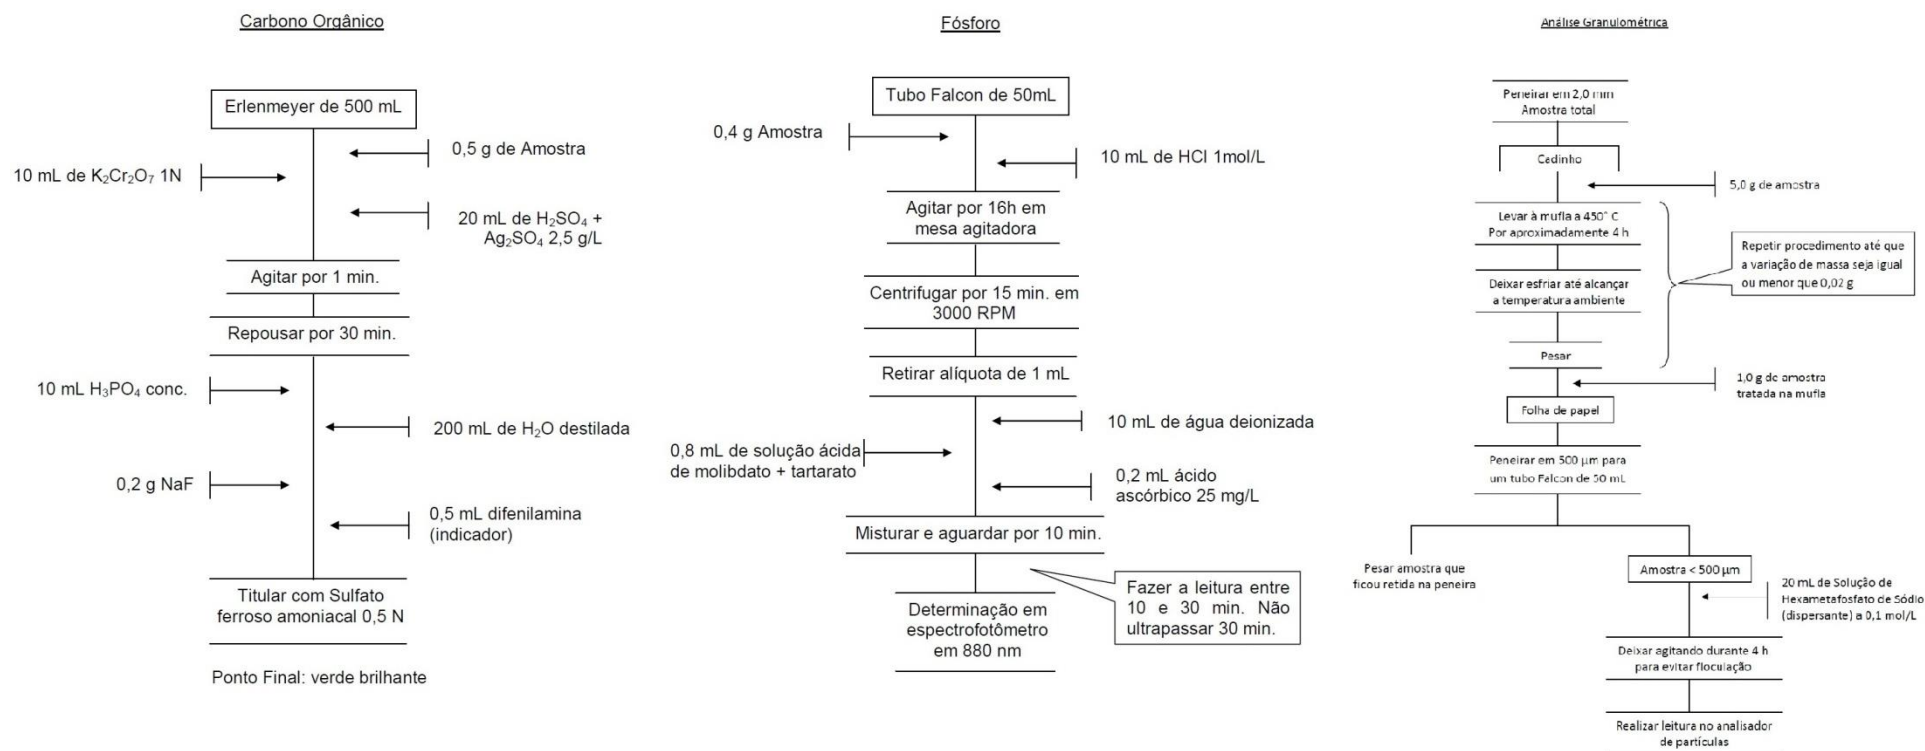 Carbono Orgânico
Erlenmeyer de 500 mL
0,5 g de Amostra
10 mL de K₂Cr₂O₇ 1N
20 mL de H₂SO₄ +
Ag₂SO₄ 2,5 g/L
Agitar por 1 min.
Repousar por 30 min.
10 mL H₃PO₄ conc.
200 mL de H₂O destilada
0,2 g NaF
0,5 mL difenilamina
(indicador)
Titular com Sulfato
ferroso amoniacal 0,5 N
Ponto Final: verde brilhante
Fósforo
Tubo Falcon de 50mL
0,4 g Amostra
10 mL de HCl 1mol/L
Agitar por 16h em
mesa agitadora
Centrifugar por 15 min. em
3000 RPM
Retirar alíquota de 1 mL
10 mL de água deionizada
0,8 mL de solução ácida
de molibdato + tartarato
0,2 mL ácido
ascórbico 25 mg/L
Misturar e aguardar por 10 min.
Fazer a leitura entre
10 e 30 min. Não
ultrapassar 30 min.
Determinação em
espectrofotômetro
em 880 nm
Análise Granulométrica
Peneirar em 2,0 mm
Amostra total
Cadinho
5,0 g de amostra
Levar à mufla a 450° C
Por aproximadamente 4 h
Repetir procedimento até que
a variação de massa seja igual
ou menor que 0,02 g
Deixar esfriar até alcançar
a temperatura ambiente
Pesar
1,0 g de amostra
tratada na mufla
Folha de papel
Peneirar em 500 µm para
um tubo Falcon de 50 mL
Pesar amostra que
ficou retida na peneira
Amostra < 500 µm
20 mL de Solução de
Hexametafosfato de Sódio
(dispersante) a 0,1 mol/L
Deixar agitando durante 4 h
para evitar floculação
Realizar leitura no analisador
de partículas